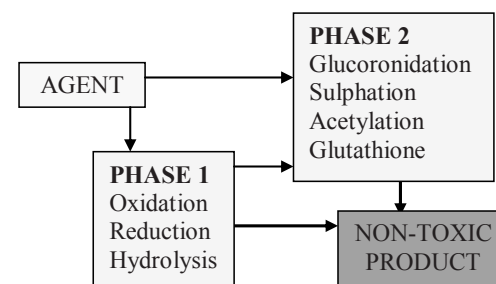 AGENT
PHASE 1
Oxidation
Reduction
Hydrolysis
PHASE 2
Glucoronidation
Sulphation
Acetylation
Glutathione
NON-TOXIC
PRODUCT